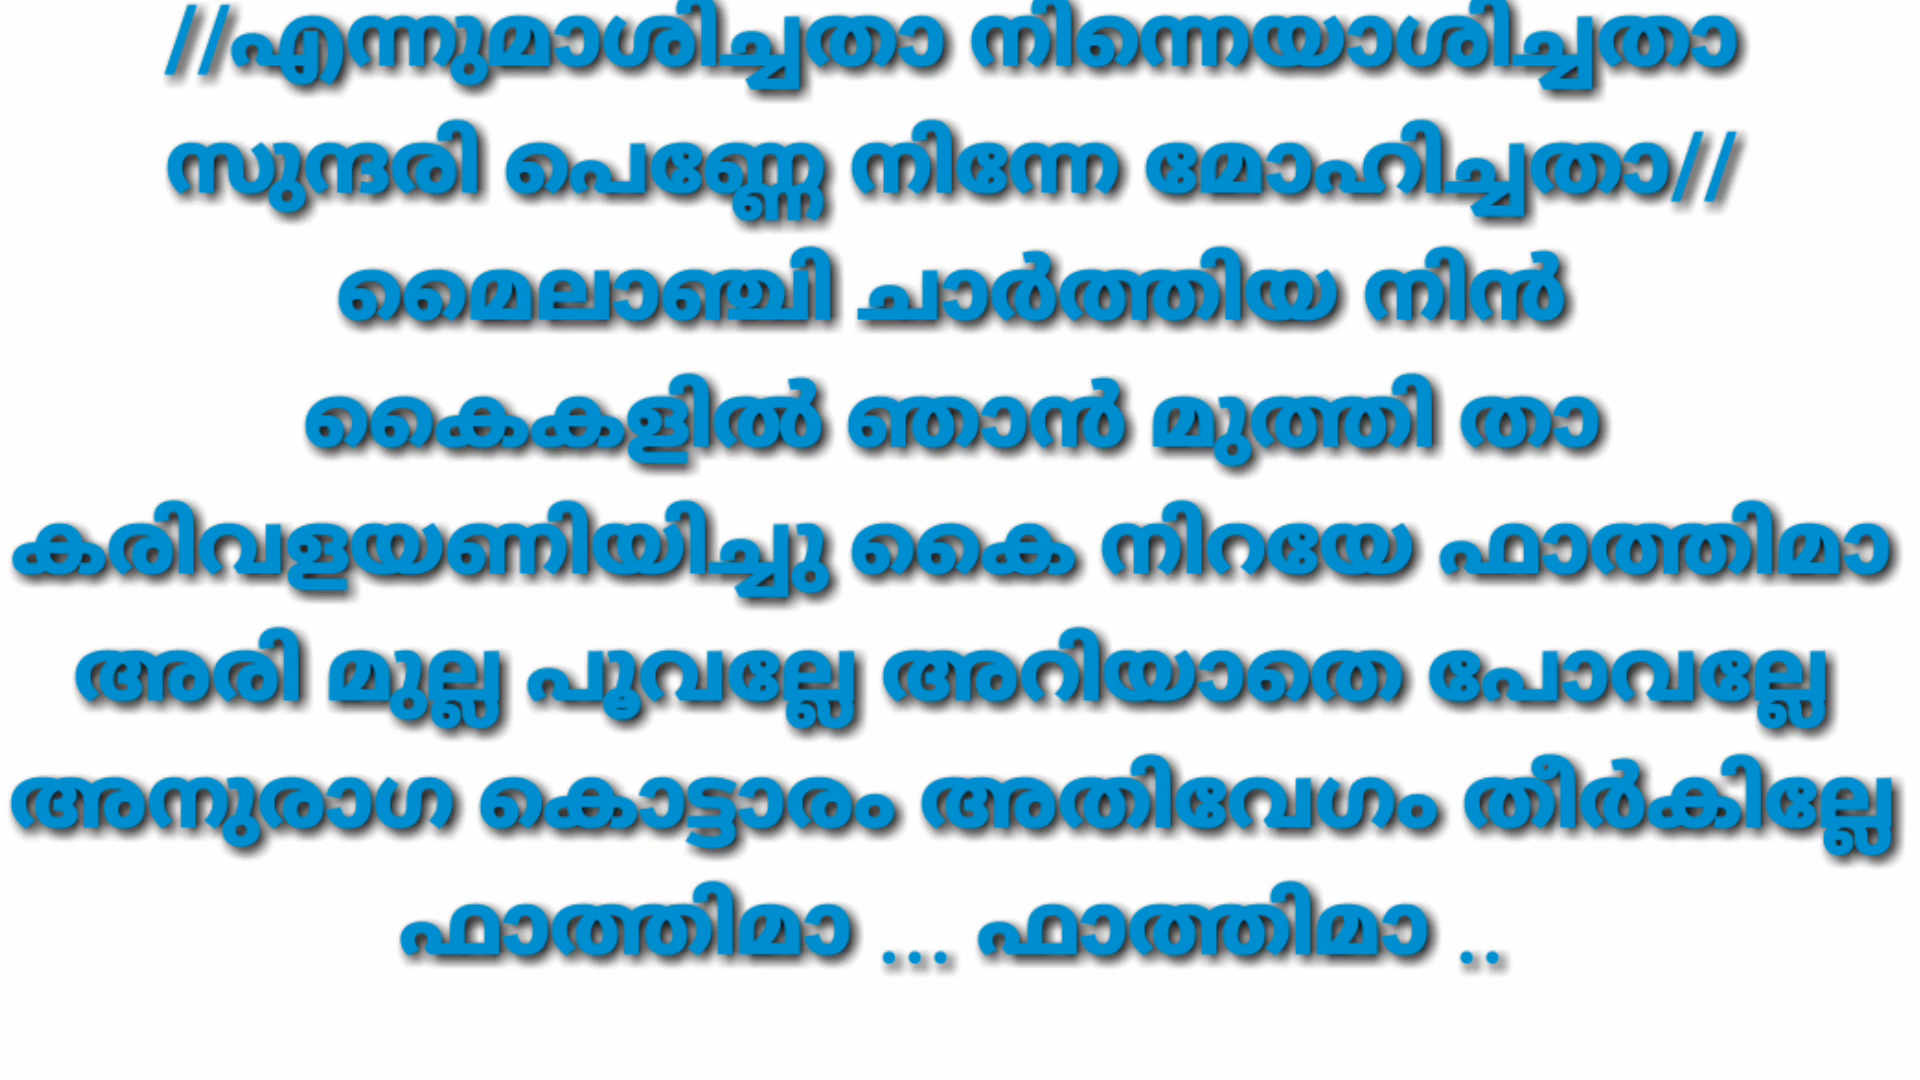 //എന്നുമാശിച്ചതാ നിന്നെയാശിച്ചതാ
സുന്ദരി പെണ്ണേ നിന്നേ മോഹിച്ചതാ//
മൈലാഞ്ചി ചാർത്തിയ നിൻ
കൈകളിൽ ഞാൻ മുത്തി താ
കരിവളയണിയിച്ചു കൈ നിറയേ ഫാത്തിമാ
അരി മുല്ല പൂവല്ലേ അറിയാതെ പോവല്ലേ
അനുരാഗ കൊട്ടാരം അതിവേഗം തീർകില്ലേ
ഫാത്തിമാ ... ഫാത്തിമാ ..